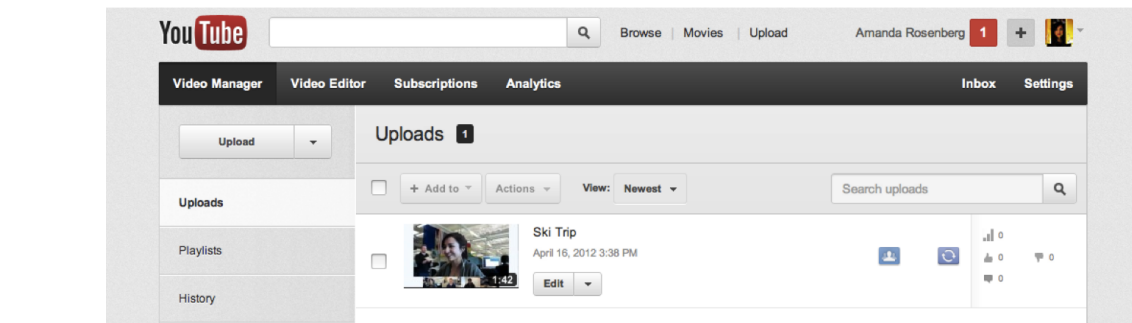 YouTube
Browse | Movies | Upload
Amanda Rosenberg 1 +
Video Manager Video Editor Subscriptions Analytics Inbox Settings
Upload
Uploads 1
+ Add to Actions View: Newest Search uploads
Uploads
Playlists
History
Ski Trip
April 16, 2012 3:38 PM
1:42
Edit
0
0 0
0